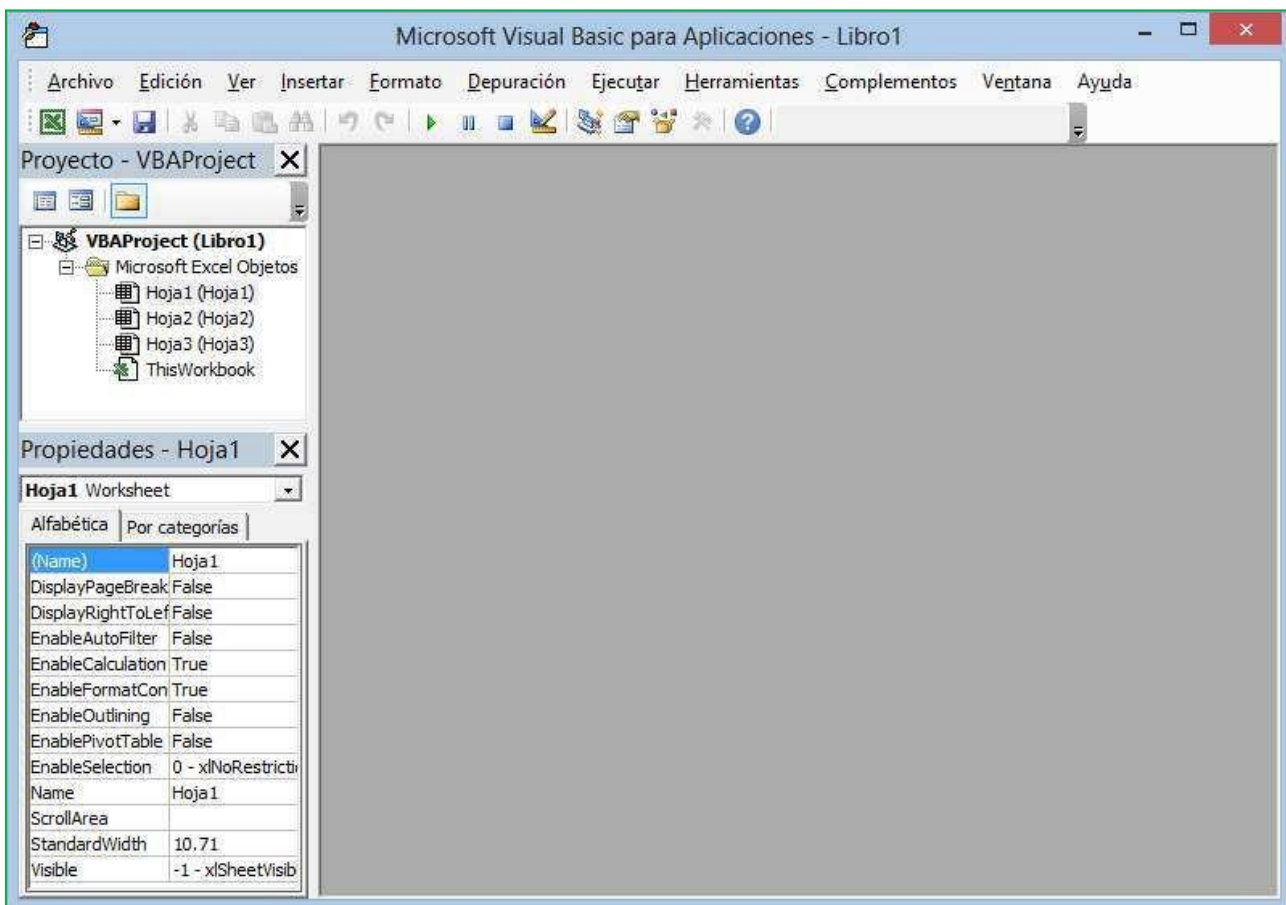 Microsoft Visual Basic para Aplicaciones - Libro1
Archivo Edición Ver Insertar Formato Depuración Ejecutar Herramientas Complementos Ventana Ayuda
Proyecto - VBAProject
VBAProject (Libro1)
Microsoft Excel Objetos
Hoja1 (Hoja1)
Hoja2 (Hoja2)
Hoja3 (Hoja3)
ThisWorkbook
Propiedades - Hoja1
Hoja1 Worksheet
Alfabética Por categorías
(Name) Hoja1
DisplayPageBreak False
DisplayRightToLef False
EnableAutoFilter False
EnableCalculation True
EnableFormatCon True
EnableOutlining False
EnablePivotTable False
EnableSelection 0 - xlNoRestricti
Name Hoja1
ScrollArea
StandardWidth 10.71
Visible -1 - xlSheetVisib